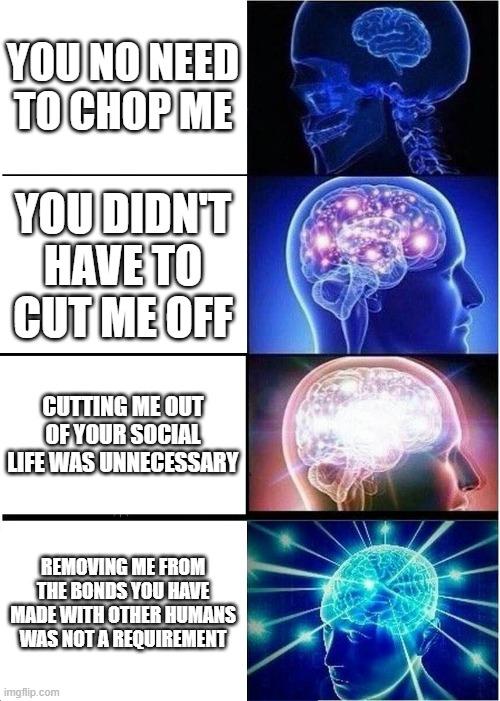 YOU NO NEED
TO CHOP ME
YOU DIDN'T
HAVE TO
CUT ME OFF
CUTTING ME OUT
OF YOUR SOCIAL
LIFE WAS UNNECESSARY
REMOVING ME FROM
THE BONDS YOU HAVE
MADE WITH OTHER HUMANS
WAS NOT A REQUIREMENT
imgflip.com